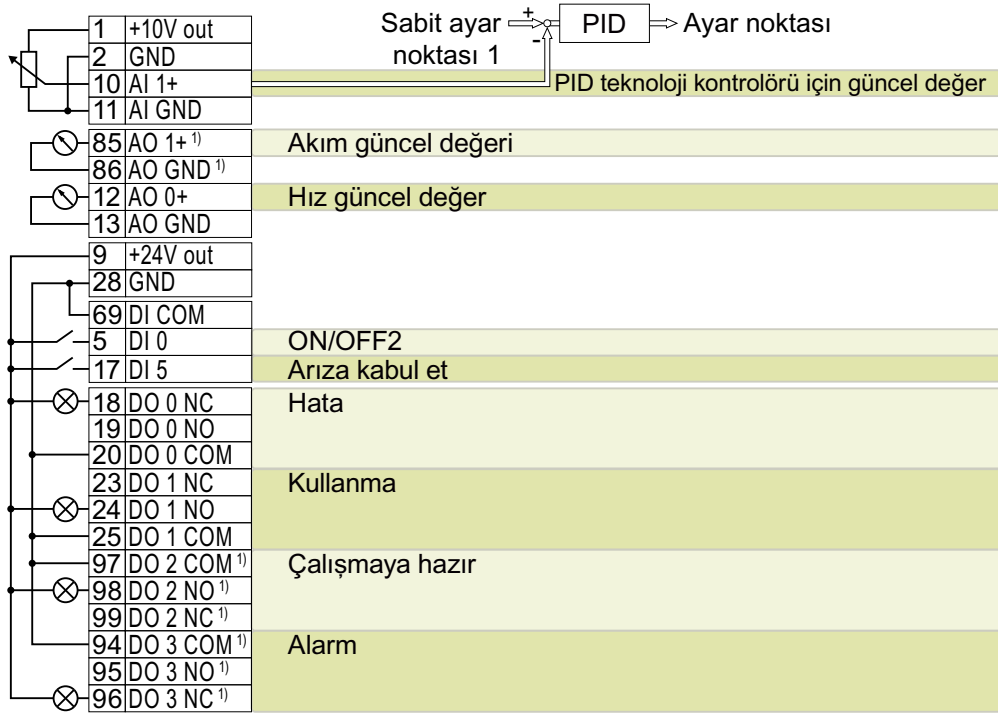 Sabit ayar + PID Ayar noktası
noktası 1 -
1 +10V out
2 GND
10 AI 1+ PID teknoloji kontrolörü için güncel değer
11 AI GND
85 AO 1+ 1) Akım güncel değeri
86 AO GND 1)
12 AO 0+ Hız güncel değer
13 AO GND
9 +24V out
28 GND
69 DI COM
5 DI 0 ON/OFF2
17 DI 5 Arıza kabul et
18 DO 0 NC Hata
19 DO 0 NO
20 DO 0 COM
23 DO 1 NC Kullanma
24 DO 1 NO
25 DO 1 COM
97 DO 2 COM 1) Çalışmaya hazır
98 DO 2 NO 1)
99 DO 2 NC 1)
94 DO 3 COM 1) Alarm
95 DO 3 NO 1)
96 DO 3 NC 1)